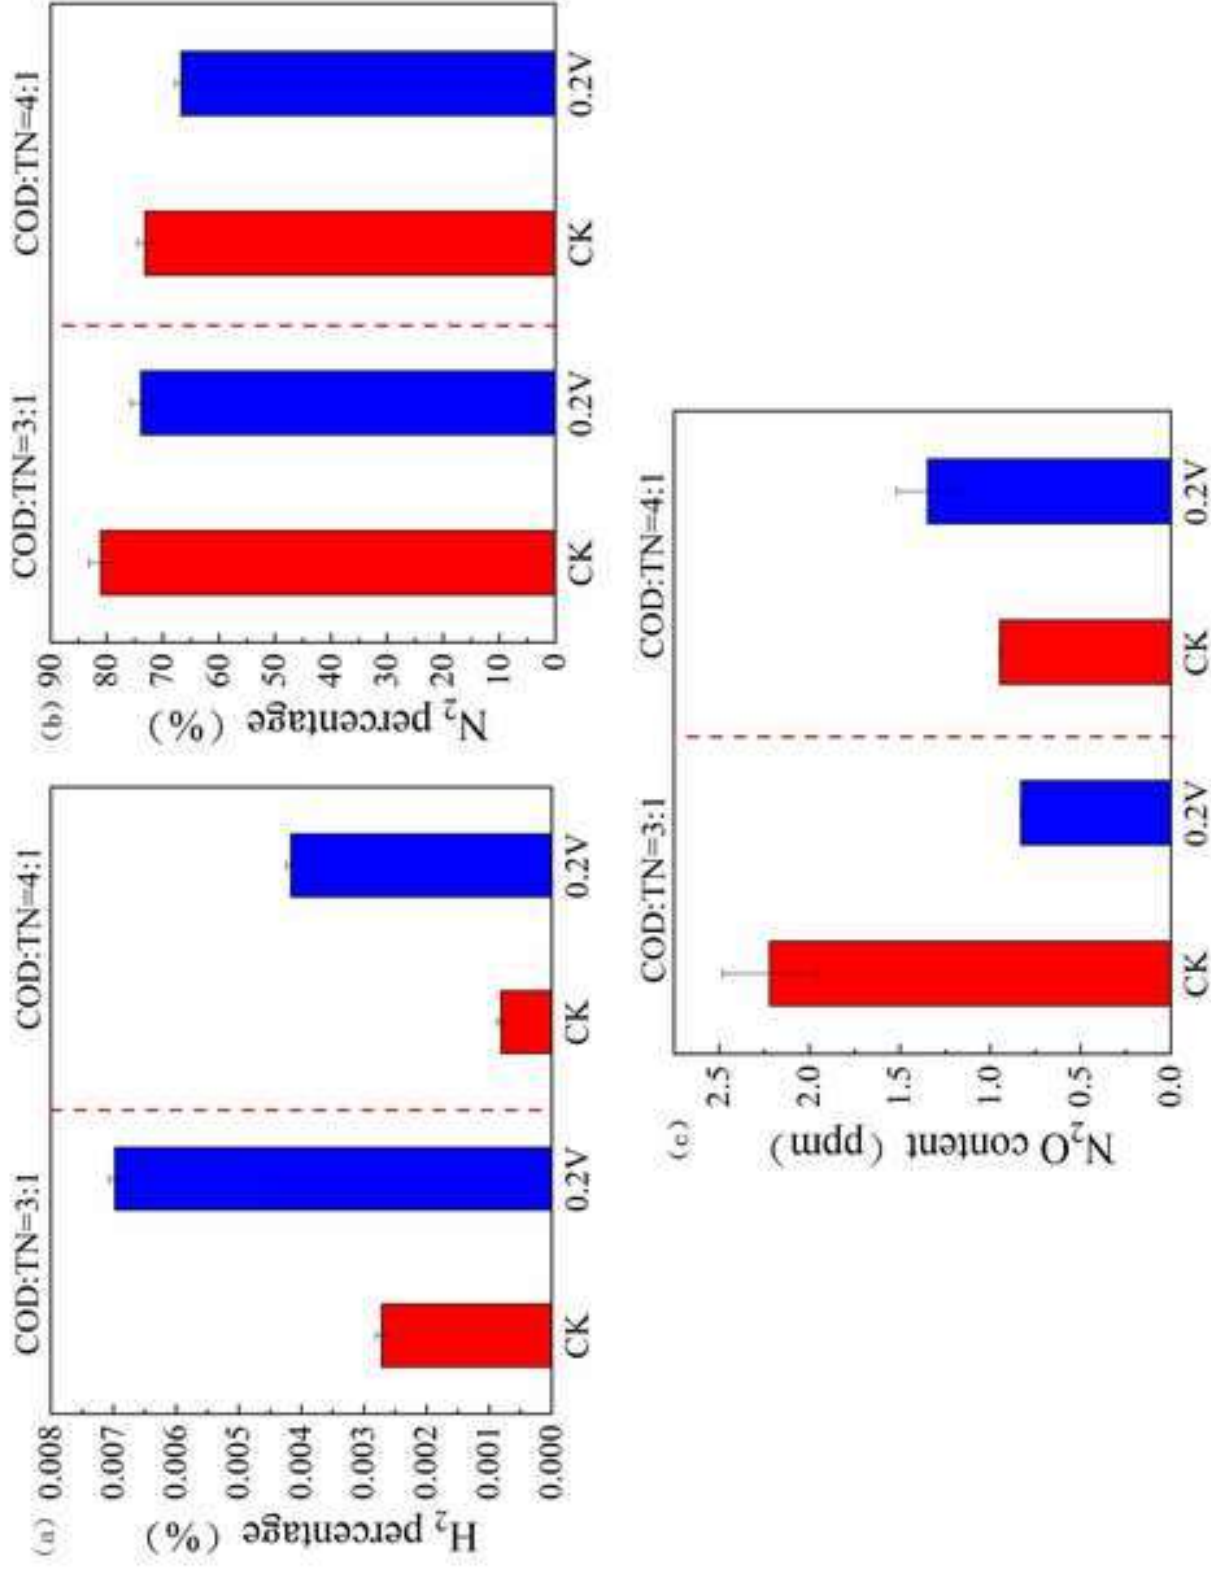 (a)
COD:TN=3:1 COD:TN=4:1
H2 percentage (%)
0.008
0.007
0.006
0.005
0.004
0.003
0.002
0.001
0.000
CK 0.2V CK 0.2V
(b)
COD:TN=3:1 COD:TN=4:1
N2 percentage (%)
90
80
70
60
50
40
30
20
10
0
CK 0.2V CK 0.2V
(c)
COD:TN=3:1 COD:TN=4:1
N2O content (ppm)
2.5
2.0
1.5
1.0
0.5
0.0
CK 0.2V CK 0.2V